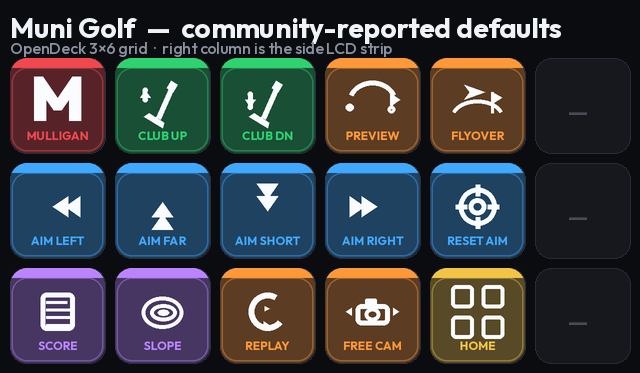 Muni Golf — community-reported defaults
OpenDeck 3×6 grid · right column is the side LCD strip
M
MULLIGAN CLUB UP CLUB DN PREVIEW FLYOVER —
AIM LEFT AIM FAR AIM SHORT AIM RIGHT RESET AIM —
SCORE SLOPE REPLAY FREE CAM HOME —